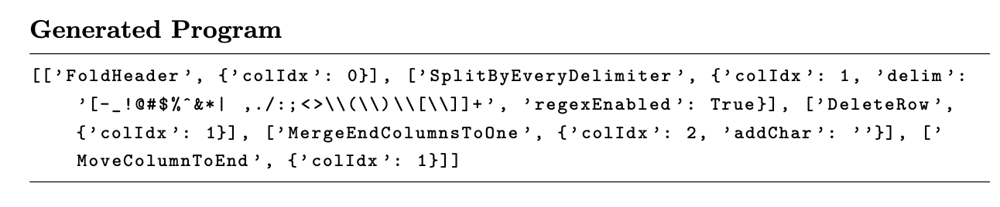 Generated Program
[['FoldHeader', {'colIdx': 0}], ['SplitByEveryDelimiter', {'colIdx': 1, 'delim':
'[-_!@#$%^&*| ,./:;<>\\(\\)\\[\\]]+', 'regexEnabled': True}], ['DeleteRow',
{'colIdx': 1}], ['MergeEndColumnsToOne', {'colIdx': 2, 'addChar': ''}], ['
MoveColumnToEnd', {'colIdx': 1}]]